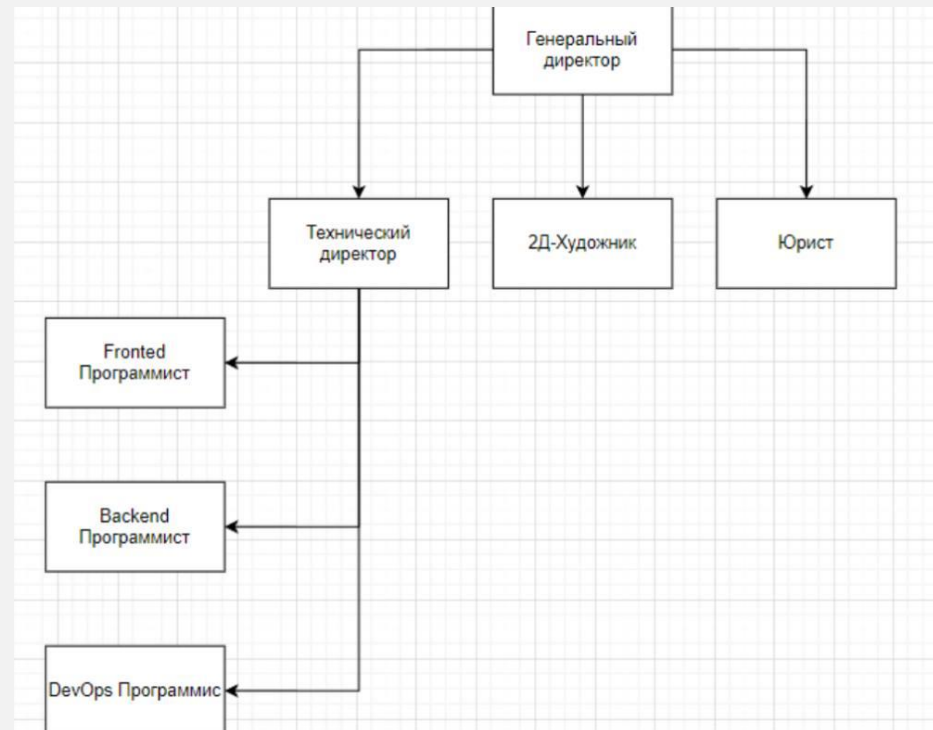 Генеральный
директор
Технический
директор
2Д-Художник
Юрист
Fronted
Программист
Backend
Программист
DevOps Программис